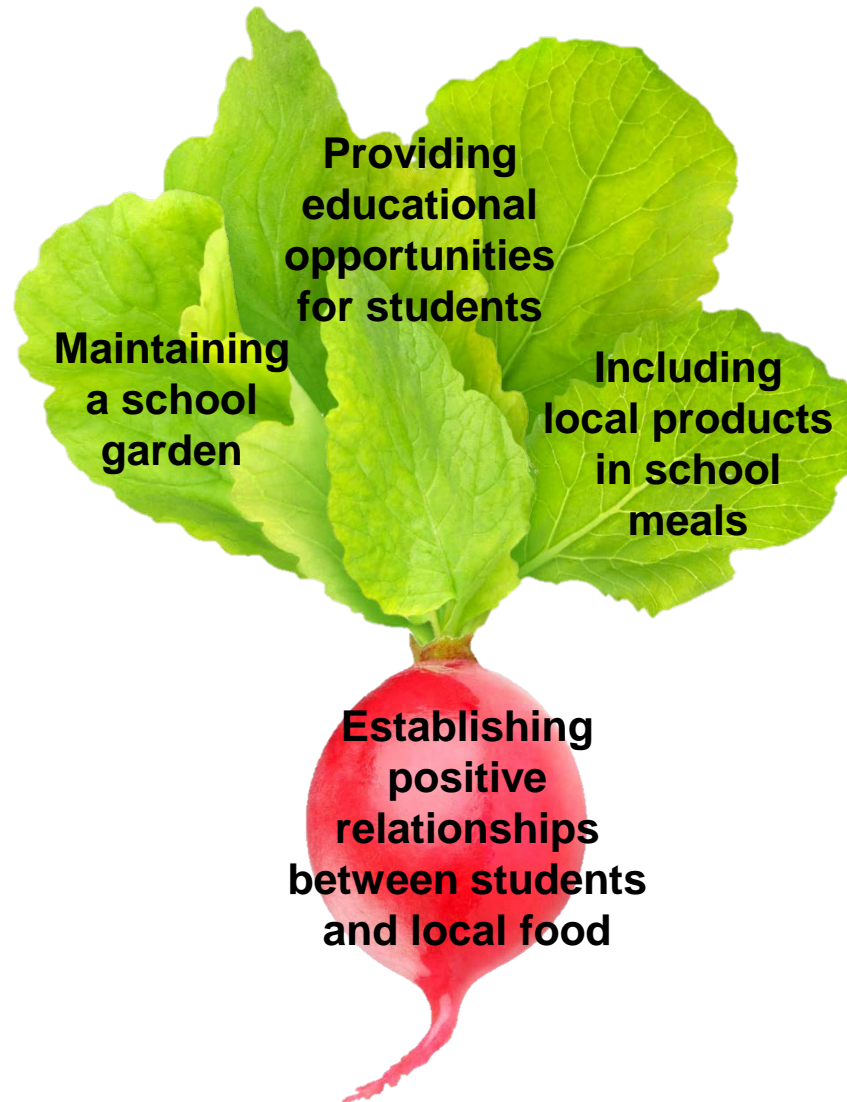 Providing
educational
opportunities
for students
Maintaining
a school
garden
Including
local products
in school
meals
Establishing
positive
relationships
between students
and local food